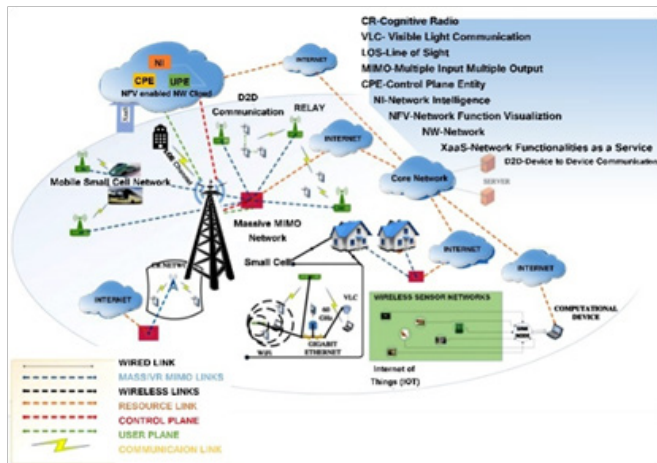 CR-Cognitive Radio
VLC- Visible Light Communication
LOS-Line of Sight
MIMO-Multiple Input Multiple Output
CPE-Control Plane Entity
NI-Network Intelligence
NFV-Network Function Visualiztion
NW-Network
XaaS-Network Functionalities as a Service
D2D-Device to Device Communication
NI
CPE
UPE
NFV enabled NW Cloud
INTERNET
D2D
Communication
RELAY
INTERNET
Core Network
SERVER
Mobile Small Cell Network
Massive MIMO
Network
Small Cells
INTERNET
INTERNET
INTERNET
WiFi
60
GHz
VLC
GIGABIT
ETHERNET
WIRELESS SENSOR NETWORKS
COMPUTATIONAL
DEVICE
Internet of
Things (IOT)
WIRED LINK
MASSIVR MIMO LINKS
WIRELESS LINKS
RESOURCE LINK
CONTROL PLANE
USER PLANE
COMMUNICAION LINK